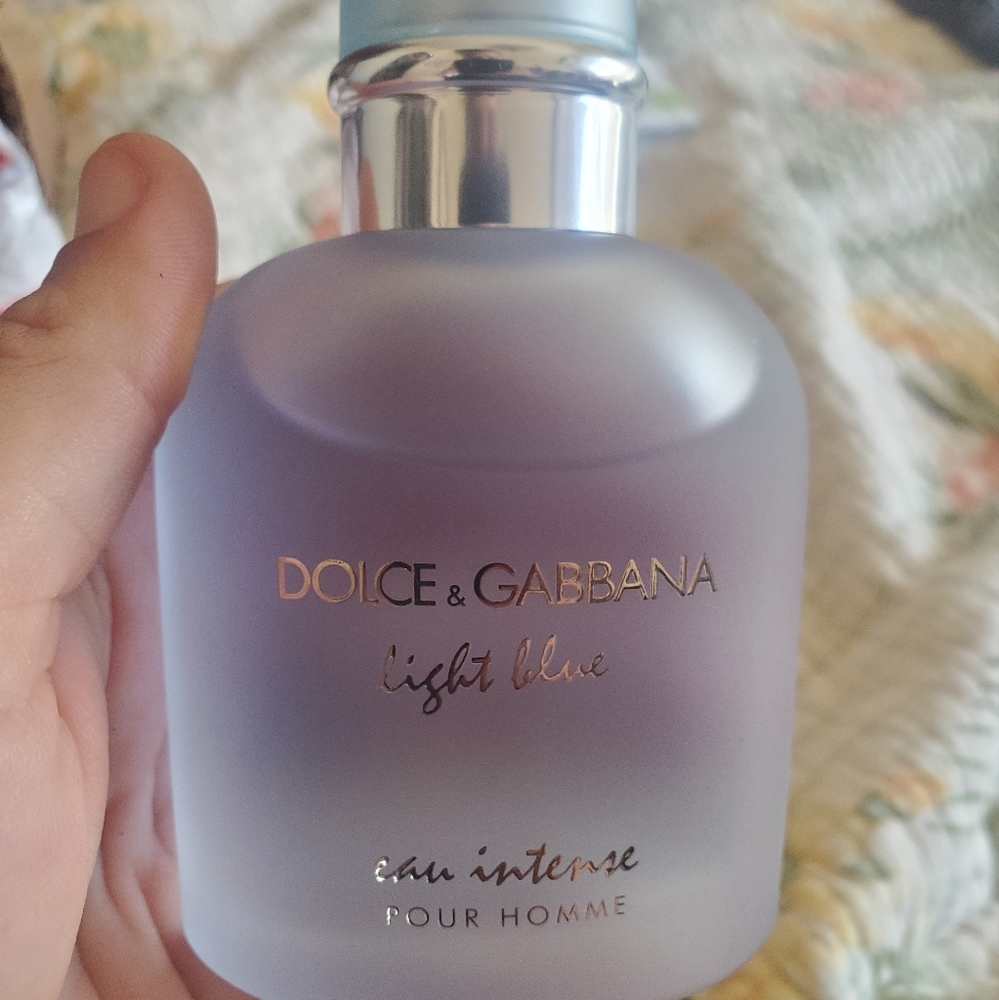 DOLCE & GABBANA
light blue
eau intense
POUR HOMME